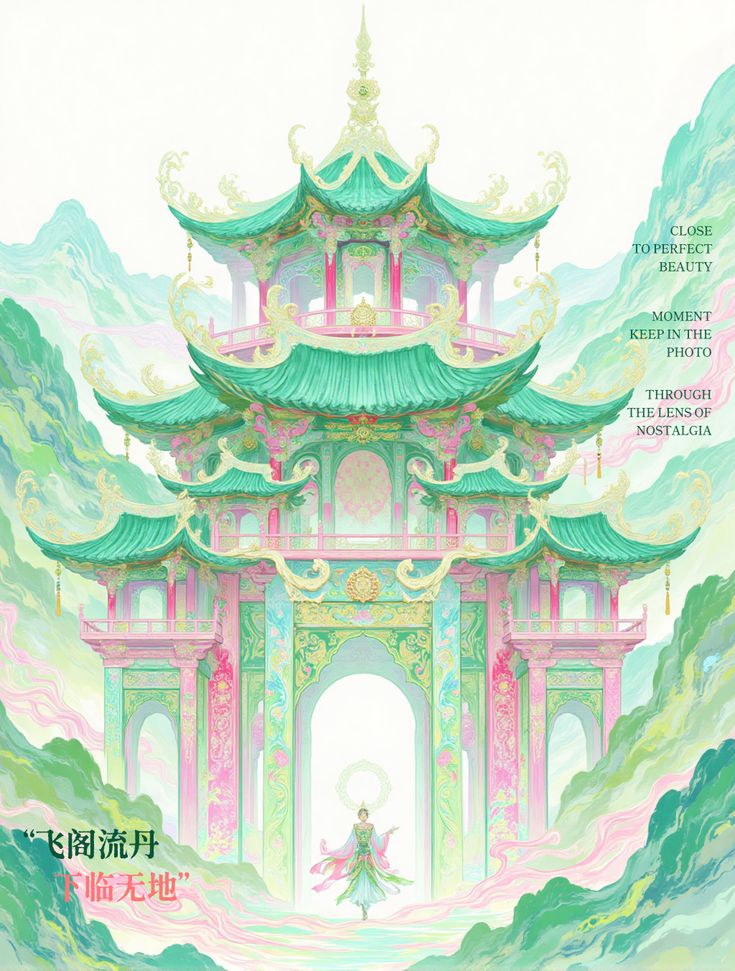 CLOSE
TO PERFECT
BEAUTY
MOMENT
KEEP IN THE
PHOTO
THROUGH
THE LENS OF
NOSTALGIA
“飞阁流丹
下临无地”